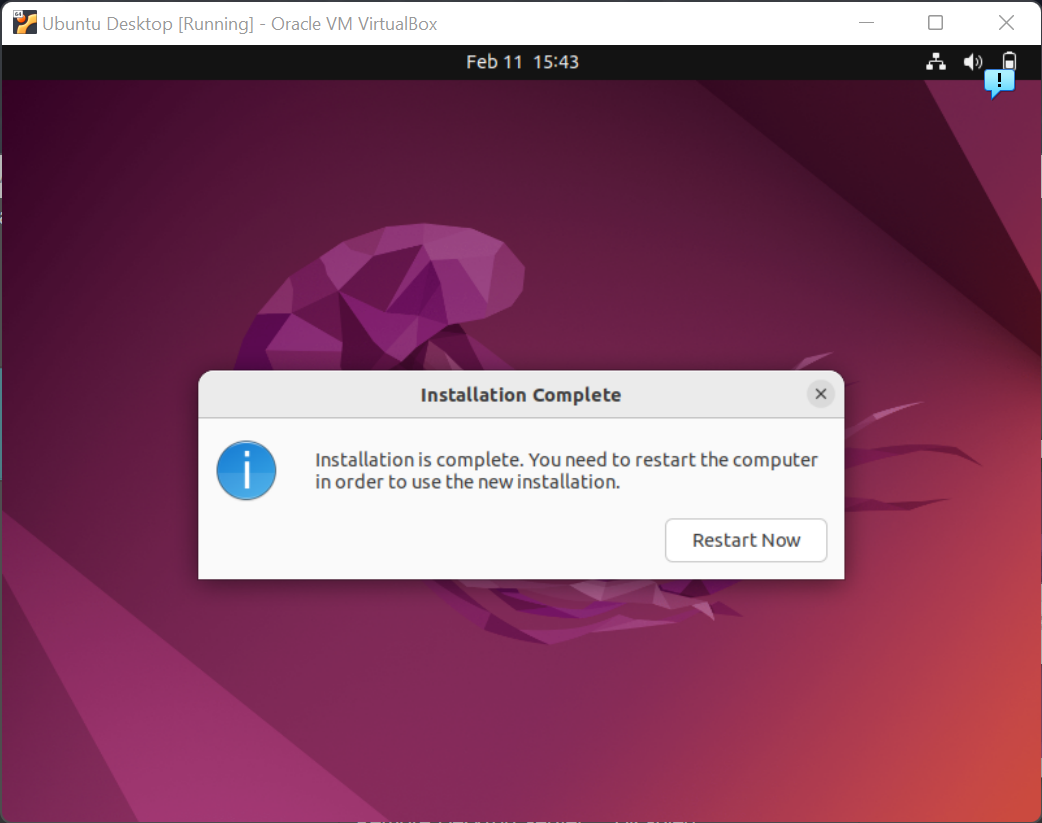 Ubuntu Desktop [Running] - Oracle VM VirtualBox
Feb 11 15:43
Installation Complete
Installation is complete. You need to restart the computer
in order to use the new installation.
Restart Now